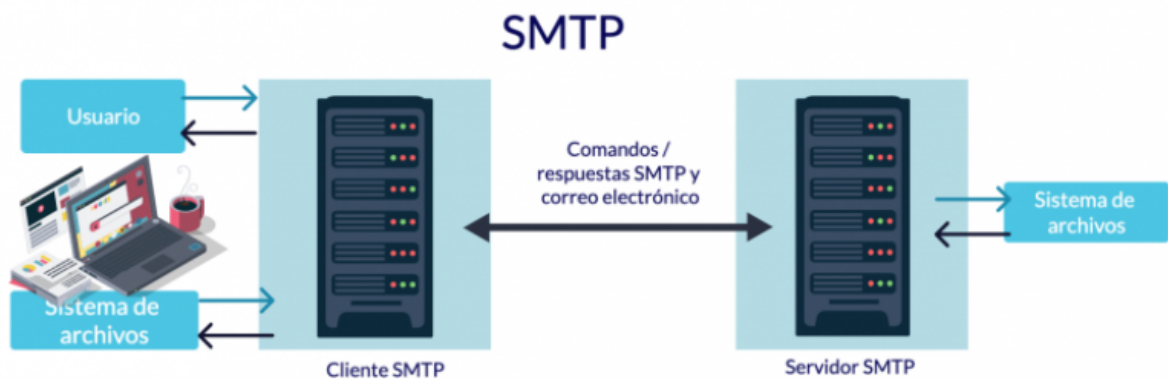 SMTP
Usuario
Comandos /
respuestas SMTP y
correo electrónico
Sistema de
archivos
Sistema de
archivos
Cliente SMTP
Servidor SMTP